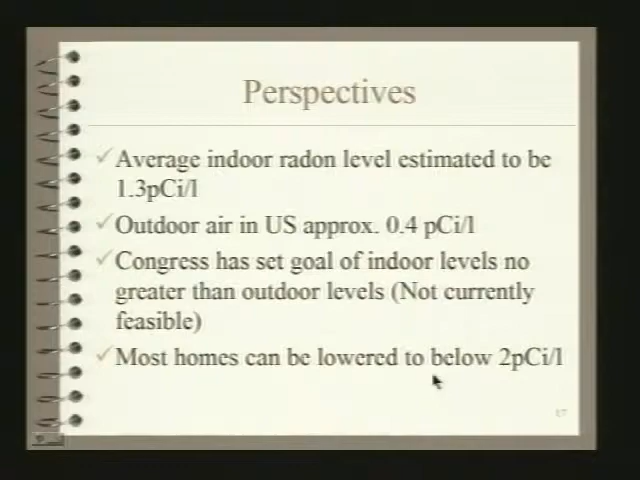 Perspectives
Average indoor radon level estimated to be
1.3pCi/l
Outdoor air in US approx. 0.4 pCi/l
Congress has set goal of indoor levels no
greater than outdoor levels (Not currently
feasible)
Most homes can be lowered to below 2pCi/l
17